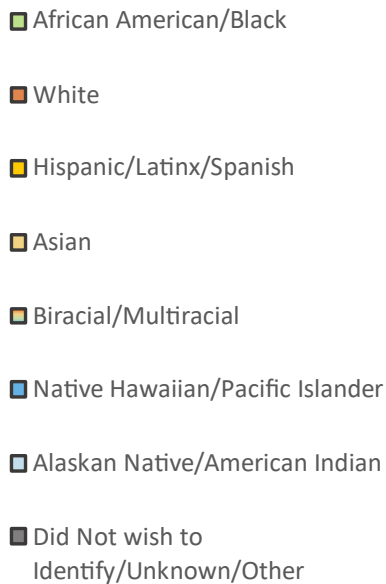 African American/Black
White
Hispanic/Latinx/Spanish
Asian
Biracial/Multiracial
Native Hawaiian/Pacific Islander
Alaskan Native/American Indian
Did Not wish to
Identify/Unknown/Other